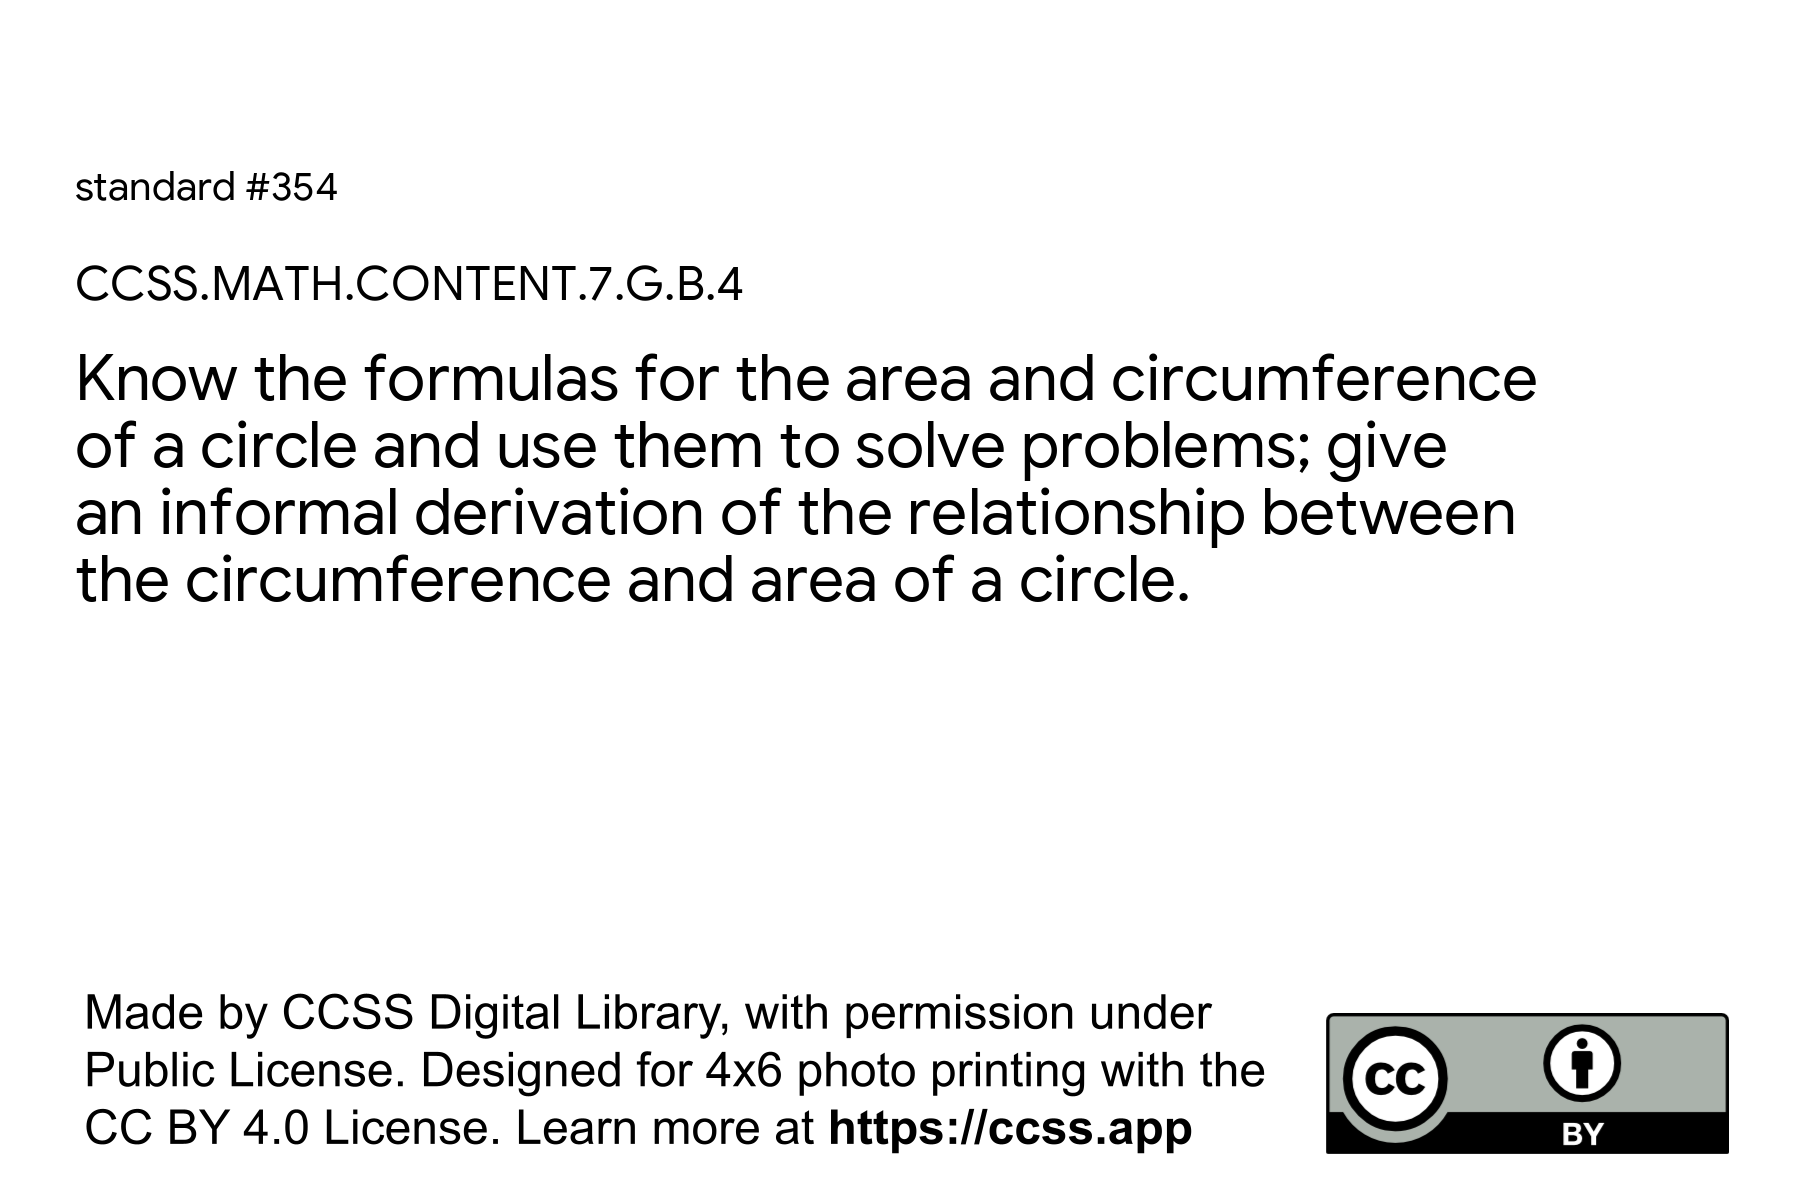 standard #354
CCSS.MATH.CONTENT.7.G.B.4
Know the formulas for the area and circumference
of a circle and use them to solve problems; give
an informal derivation of the relationship between
the circumference and area of a circle.
Made by CCSS Digital Library, with permission under
Public License. Designed for 4x6 photo printing with the
CC BY 4.0 License. Learn more at https://ccss.app
CC
BY